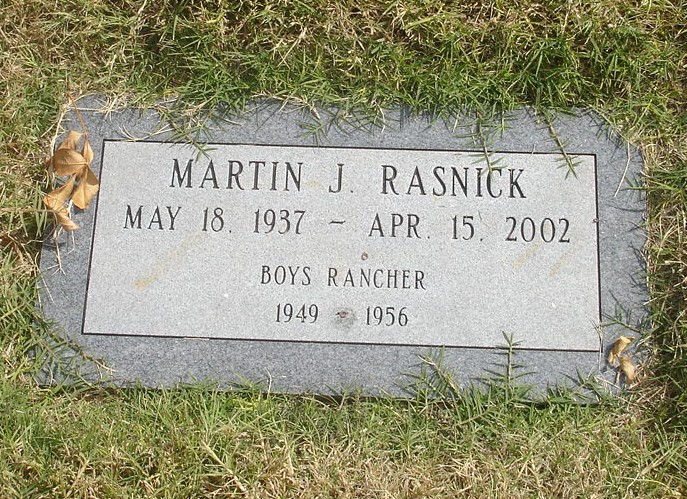 MARTIN J. RASNICK
MAY 18, 1937 – APR. 15, 2002
BOYS RANCHER
1949 1956